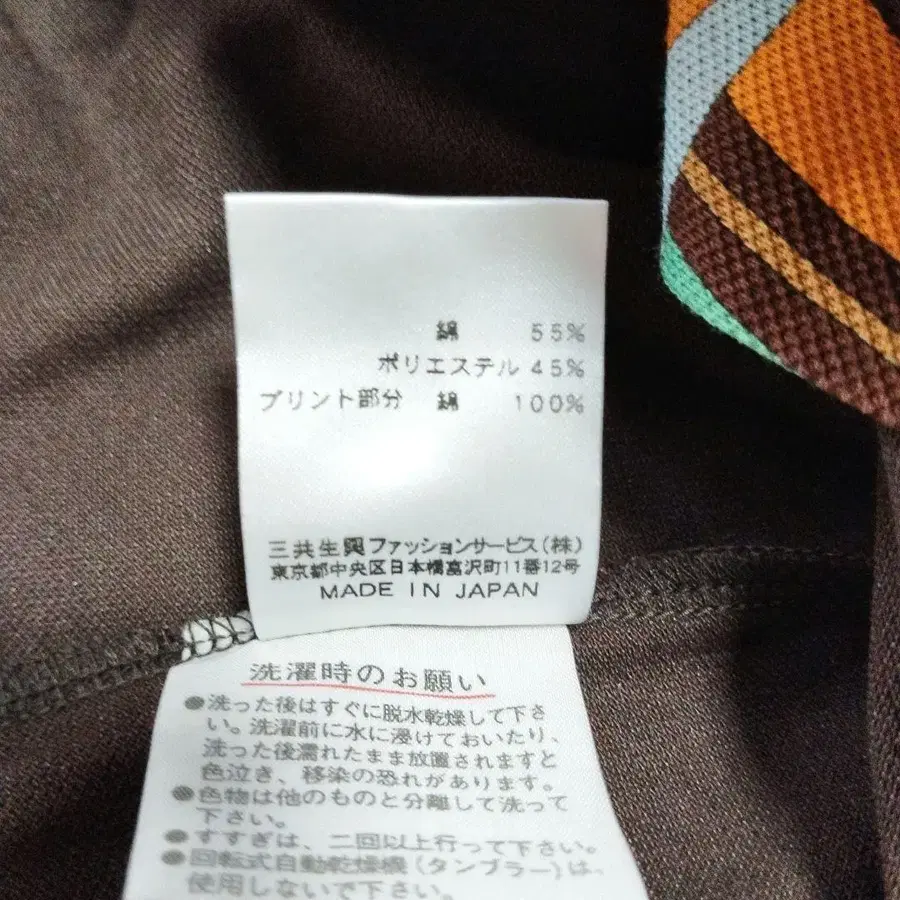 綿 55%
ポリエステル 45%
プリント部分 綿 100%
三共生興ファッションサービス(株)
東京都中央区日本橋富沢町11番12号
MADE IN JAPAN
洗濯時のお願い
●洗った後はすぐに脱水乾燥して下さ
い。洗濯前に水に浸けておいたり、
洗った後濡れたまま放置されますと
色泣き、移染の恐れがあります。
●色物は他のものと分離して洗って
下さい。
●すすぎは、二回以上行って下さい。
●回転式自動乾燥機(タンブラー)は、
使用しないで下さい。